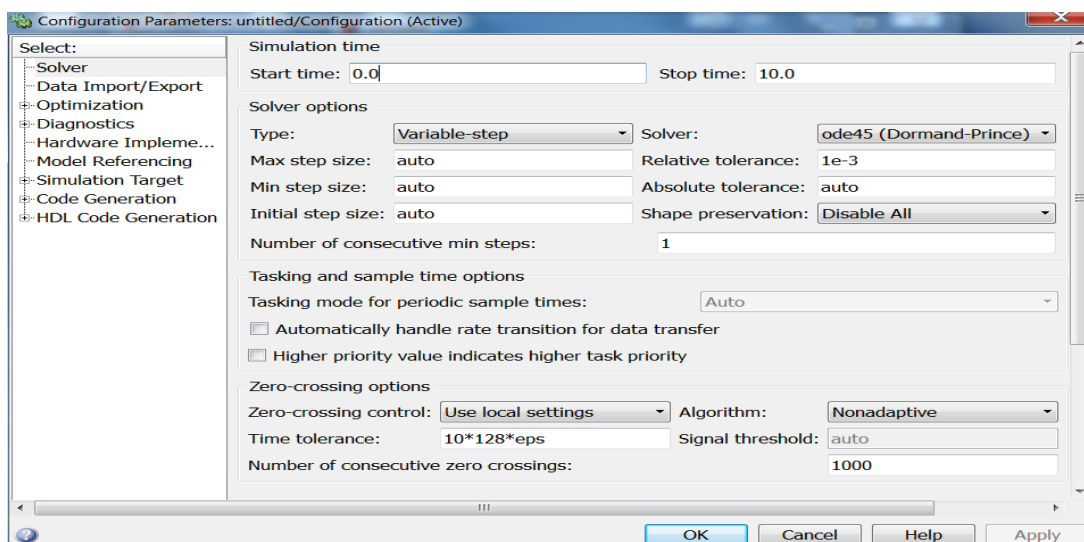 Configuration Parameters: untitled/Configuration (Active)
Select:
Solver
Data Import/Export
Optimization
Diagnostics
Hardware Impleme...
Model Referencing
Simulation Target
Code Generation
HDL Code Generation
Simulation time
Start time: 0.0 Stop time: 10.0
Solver options
Type: Variable-step Solver: ode45 (Dormand-Prince)
Max step size: auto Relative tolerance: 1e-3
Min step size: auto Absolute tolerance: auto
Initial step size: auto Shape preservation: Disable All
Number of consecutive min steps: 1
Tasking and sample time options
Tasking mode for periodic sample times: Auto
Automatically handle rate transition for data transfer
Higher priority value indicates higher task priority
Zero-crossing options
Zero-crossing control: Use local settings Algorithm: Nonadaptive
Time tolerance: 10*128*eps Signal threshold: auto
Number of consecutive zero crossings: 1000
OK Cancel Help Apply